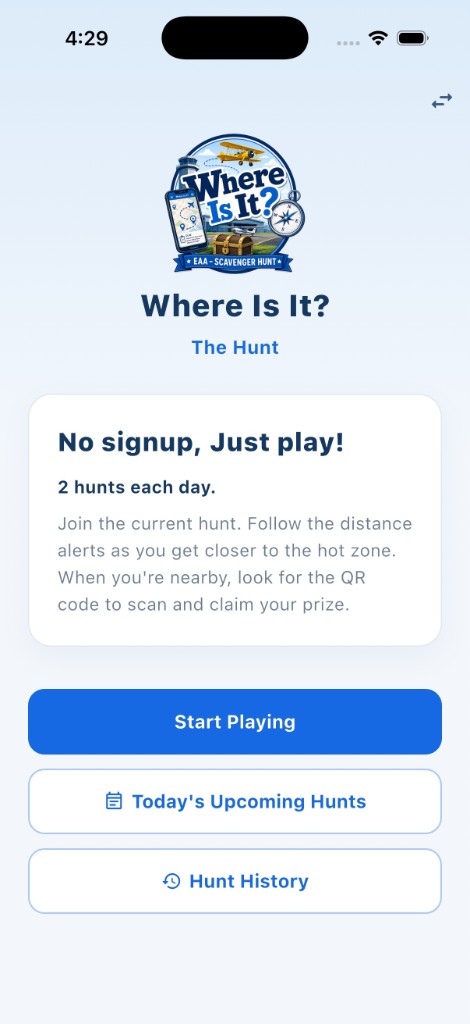 4:29
Where
Is It?
EAA - SCAVENGER HUNT
Where Is It?
The Hunt
No signup, Just play!
2 hunts each day.
Join the current hunt. Follow the distance
alerts as you get closer to the hot zone.
When you're nearby, look for the QR
code to scan and claim your prize.
Start Playing
Today's Upcoming Hunts
Hunt History